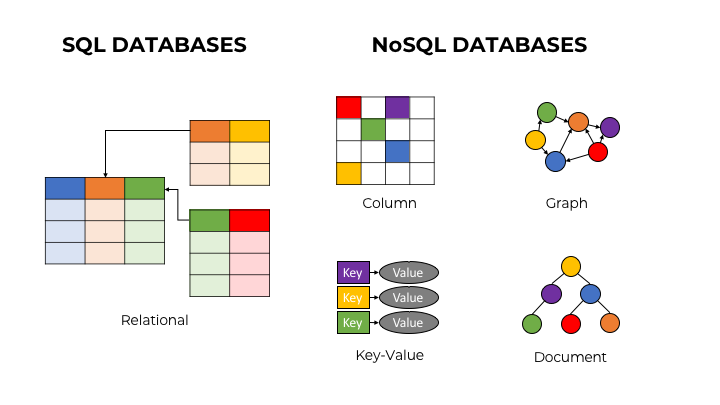 SQL DATABASES
NoSQL DATABASES
Relational
Column
Graph
Key Value
Key Value
Key Value
Key-Value
Document